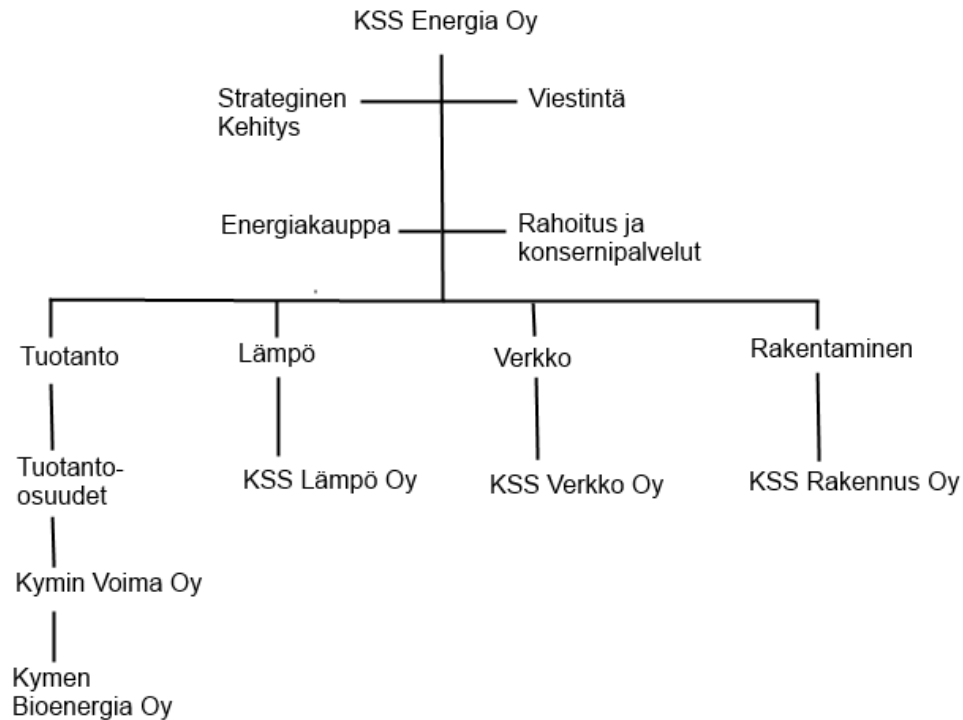 KSS Energia Oy
Strateginen
Kehitys
Viestintä
Energiakauppa
Rahoitus ja
konsernipalvelut
Tuotanto
Lämpö
Verkko
Rakentaminen
Tuotanto-
osuudet
KSS Lämpö Oy
KSS Verkko Oy
KSS Rakennus Oy
Kymin Voima Oy
Kymen
Bioenergia Oy